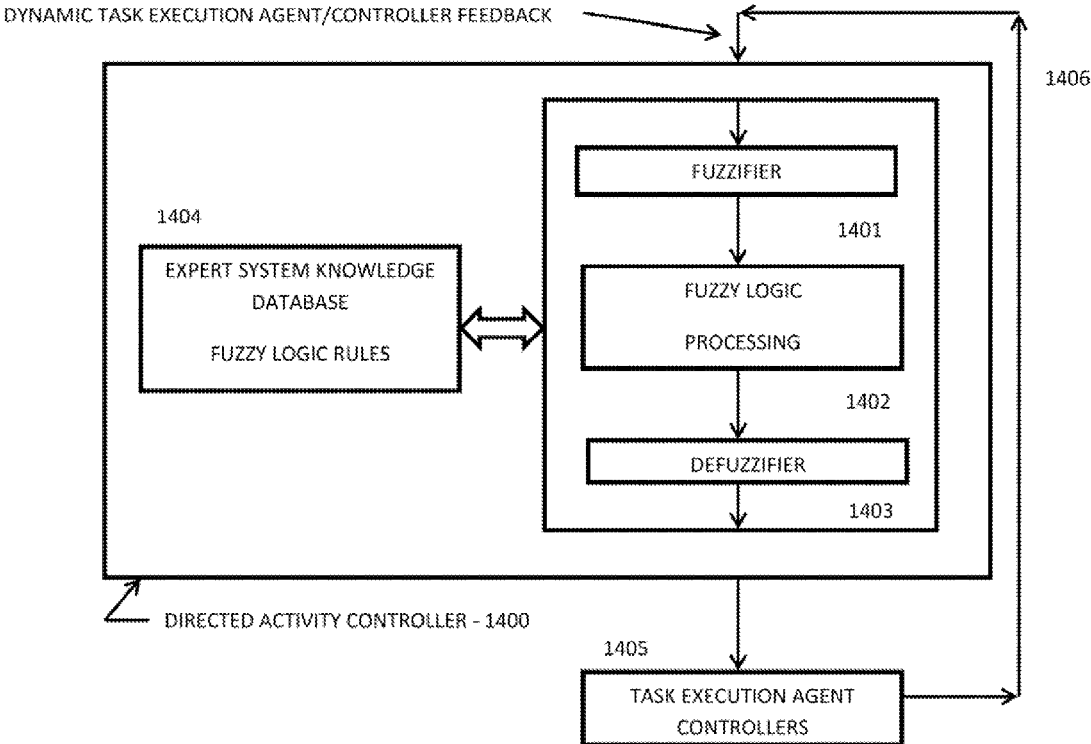 DYNAMIC TASK EXECUTION AGENT/CONTROLLER FEEDBACK
1406
FUZZIFIER
1401
1404
EXPERT SYSTEM KNOWLEDGE
DATABASE
FUZZY LOGIC RULES
FUZZY LOGIC
PROCESSING
1402
DEFUZZIFIER
1403
DIRECTED ACTIVITY CONTROLLER - 1400
1405
TASK EXECUTION AGENT
CONTROLLERS